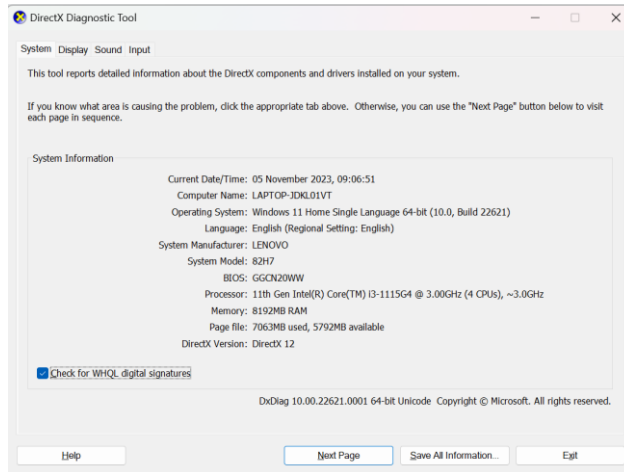 DirectX Diagnostic Tool
System Display Sound Input
This tool reports detailed information about the DirectX components and drivers installed on your system.
If you know what area is causing the problem, click the appropriate tab above. Otherwise, you can use the "Next Page" button below to visit
each page in sequence.
System Information
Current Date/Time: 05 November 2023, 09:06:51
Computer Name: LAPTOP-JDKL01VT
Operating System: Windows 11 Home Single Language 64-bit (10.0, Build 22621)
Language: English (Regional Setting: English)
System Manufacturer: LENOVO
System Model: 82H7
BIOS: GGCN20WW
Processor: 11th Gen Intel(R) Core(TM) i3-1115G4 @ 3.00GHz (4 CPUs), ~3.0GHz
Memory: 8192MB RAM
Page file: 7063MB used, 5792MB available
DirectX Version: DirectX 12
Check for WHQL digital signatures
DxDiag 10.00.22621.0001 64-bit Unicode Copyright © Microsoft. All rights reserved.
Help Next Page Save All Information... Exit